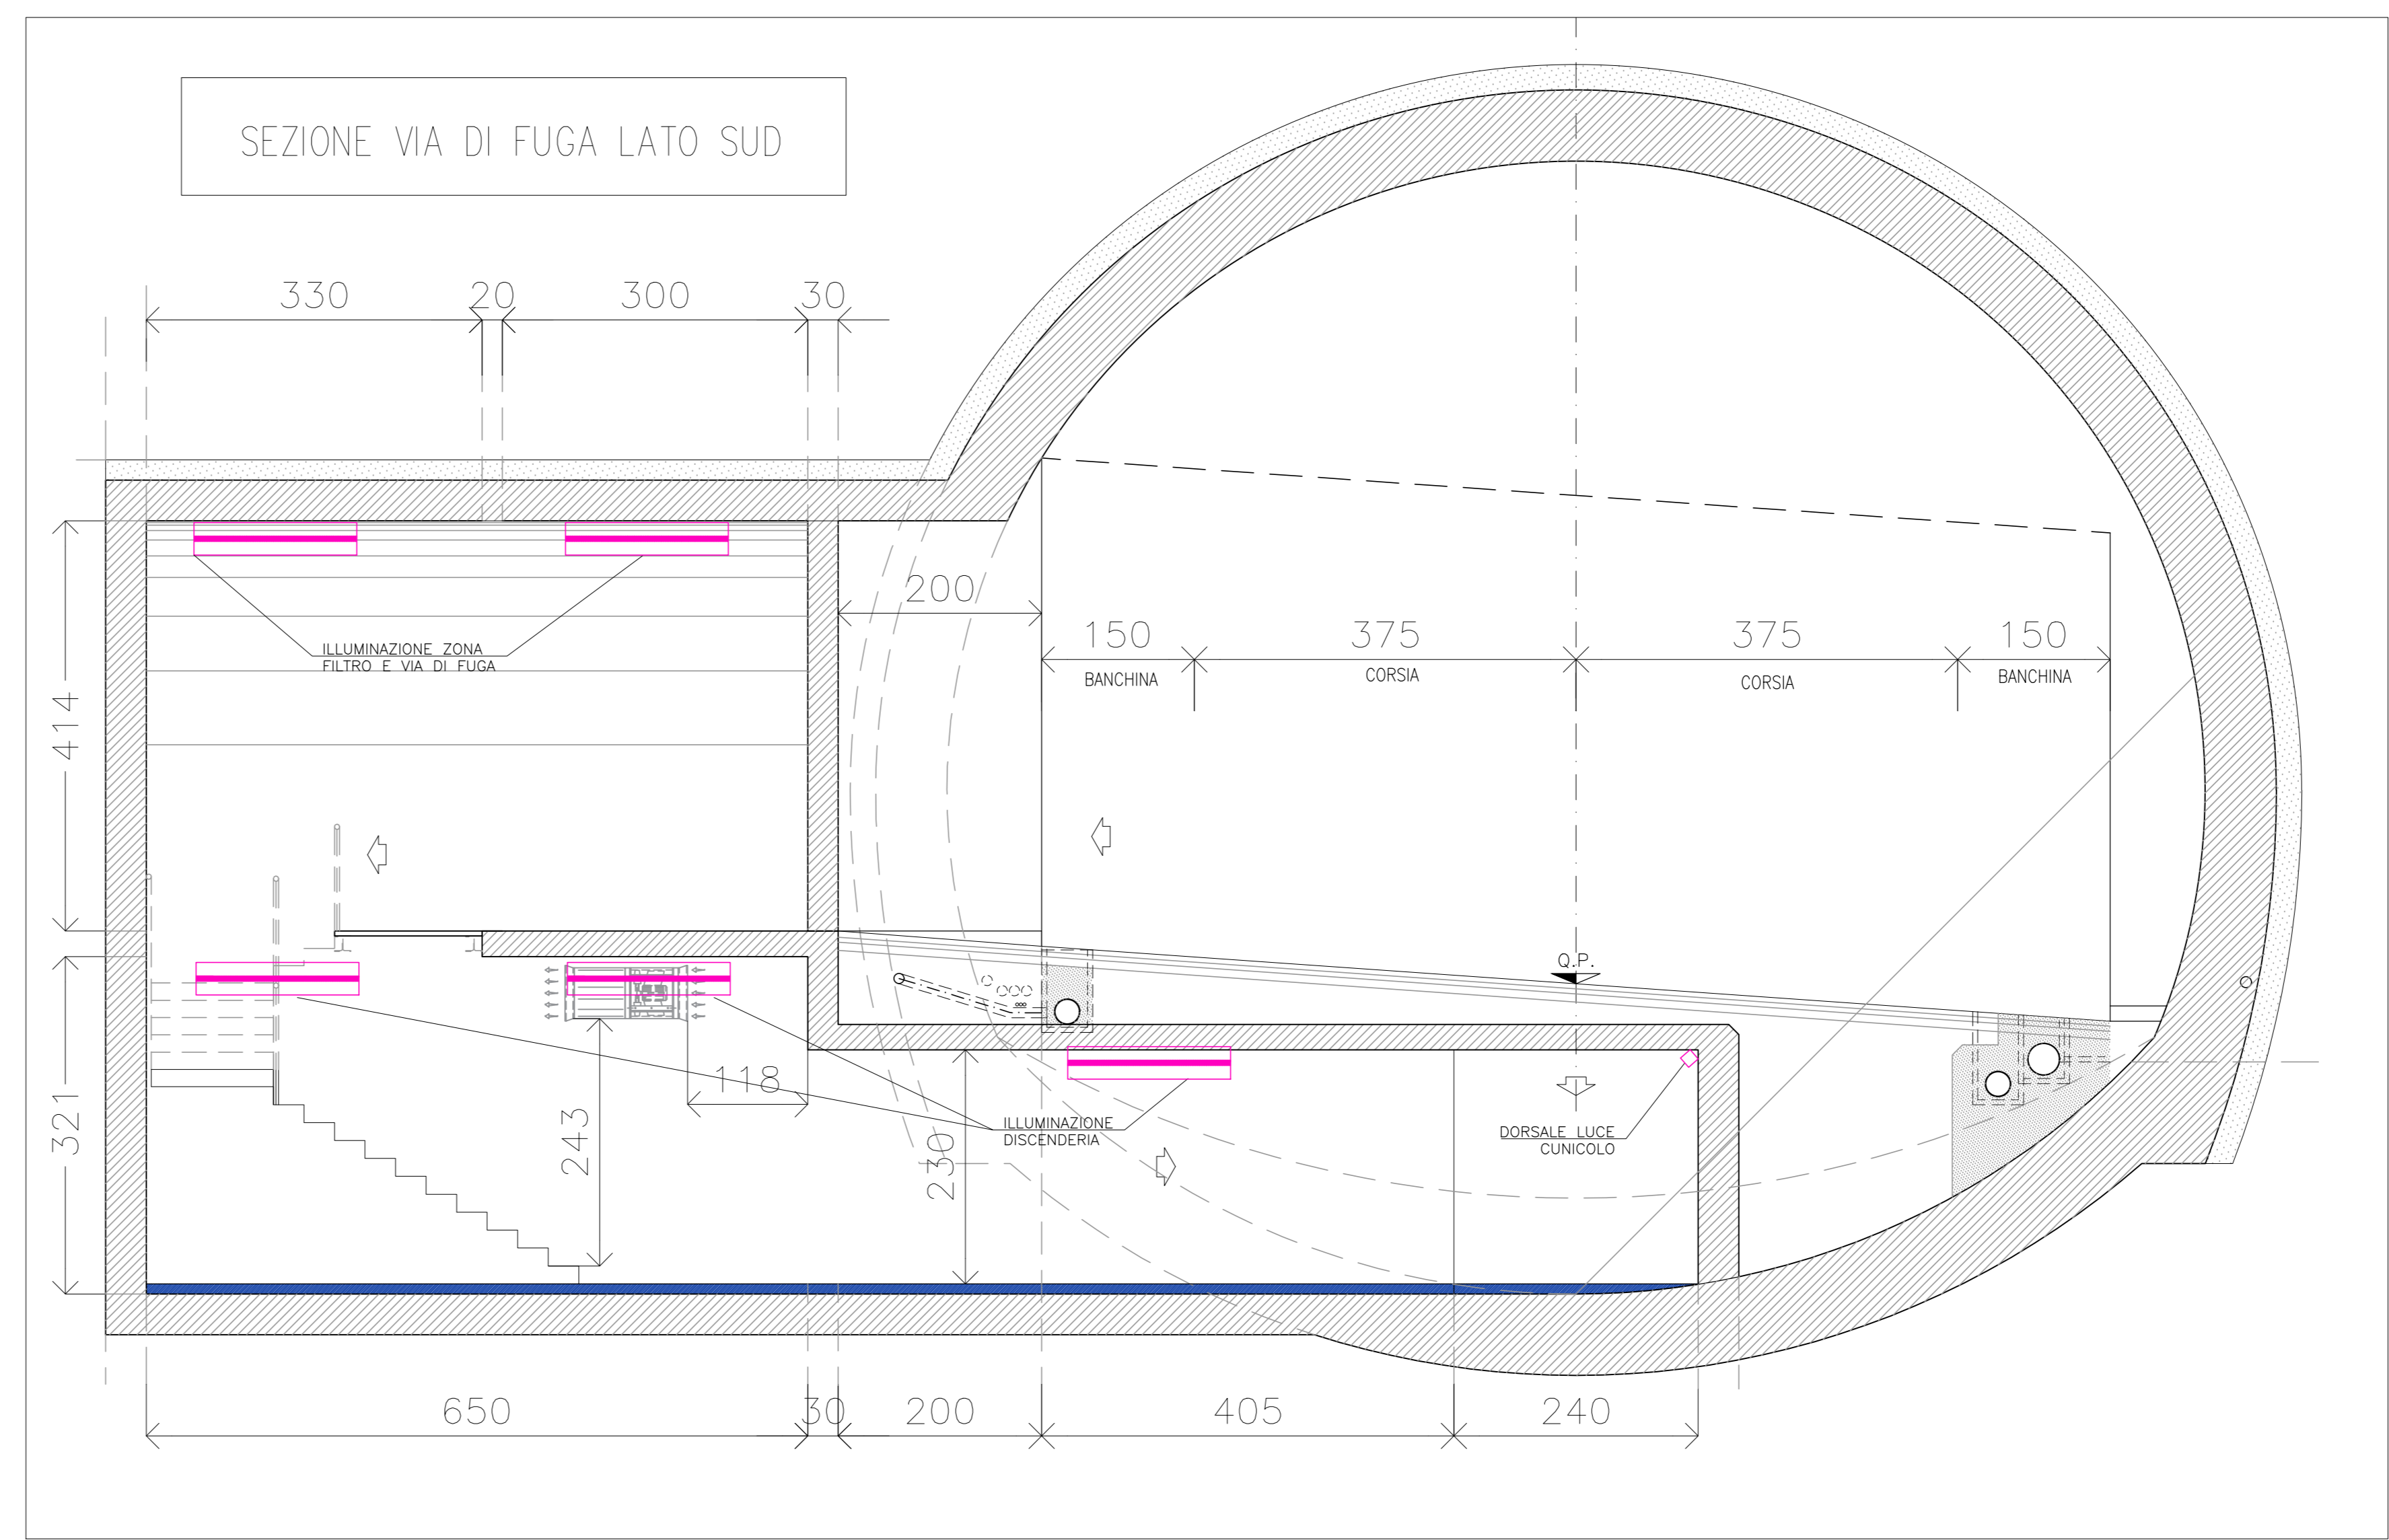 SEZIONE VIA DI FUGA LATO SUD
330
20
300
30
200
150
375
375
150
BANCHINA
CORSIA
CORSIA
BANCHINA
ILLUMINAZIONE ZONA
FILTRO E VIA DI FUGA
414
Q.P.
321
118
243
230
ILLUMINAZIONE
DISCENDERIA
DORSALE LUCE
CUNICOLO
650
30
200
405
240